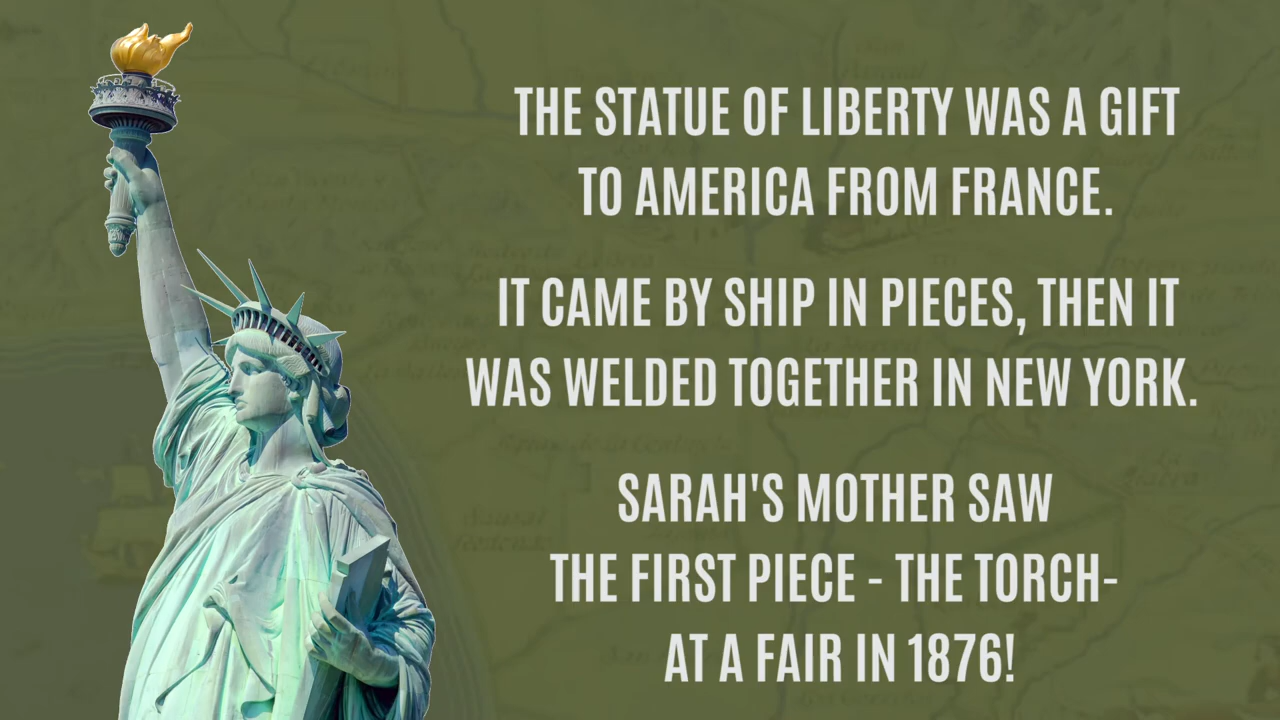 THE STATUE OF LIBERTY WAS A GIFT
TO AMERICA FROM FRANCE.
IT CAME BY SHIP IN PIECES, THEN IT
WAS WELDED TOGETHER IN NEW YORK.
SARAH'S MOTHER SAW
THE FIRST PIECE - THE TORCH-
AT A FAIR IN 1876!